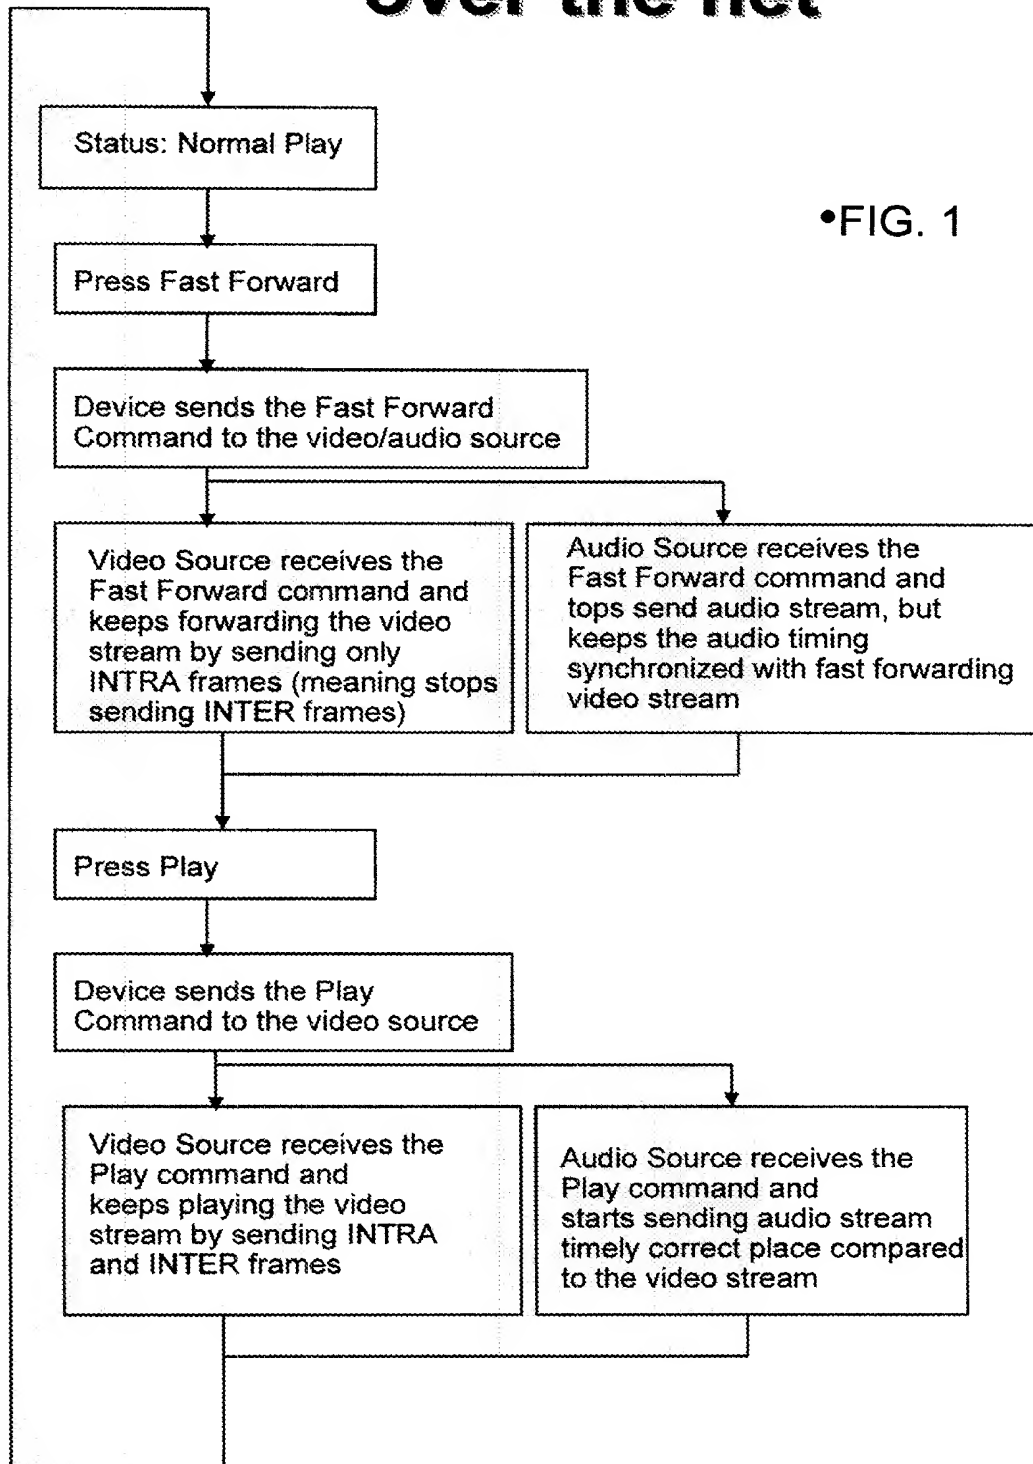 over the net
Status: Normal Play
•FIG. 1
Press Fast Forward
Device sends the Fast Forward
Command to the video/audio source
Video Source receives the
Fast Forward command and
keeps forwarding the video
stream by sending only
INTRA frames (meaning stops
sending INTER frames)
Audio Source receives the
Fast Forward command and
tops send audio stream, but
keeps the audio timing
synchronized with fast forwarding
video stream
Press Play
Device sends the Play
Command to the video source
Video Source receives the
Play command and
keeps playing the video
stream by sending INTRA
and INTER frames
Audio Source receives the
Play command and
starts sending audio stream
timely correct place compared
to the video stream